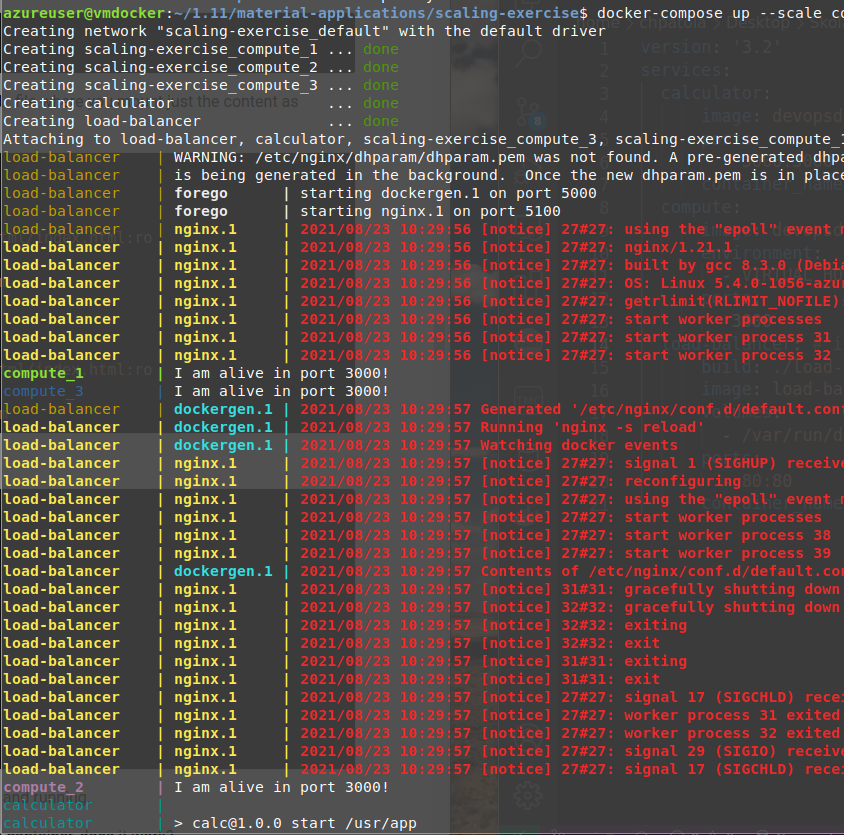 azureuser@vmdocker:~/1.11/material-applications/scaling-exercise$ docker-compose up --scale co
Creating network "scaling-exercise_default" with the default driver
Creating scaling-exercise_compute_1 ... done
Creating scaling-exercise_compute_2 ... done
Creating scaling-exercise_compute_3 ... done
Creating calculator                 ... done
Creating load-balancer              ... done
Attaching to load-balancer, calculator, scaling-exercise_compute_3, scaling-exercise_compute_1
load-balancer    | WARNING: /etc/nginx/dhparam/dhparam.pem was not found. A pre-generated dhpa
load-balancer    | is being generated in the background.  Once the new dhparam.pem is in place
load-balancer    | forego      | starting dockergen.1 on port 5000
load-balancer    | forego      | starting nginx.1 on port 5100
load-balancer    | nginx.1     | 2021/08/23 10:29:56 [notice] 27#27: using the "epoll" event m
load-balancer    | nginx.1     | 2021/08/23 10:29:56 [notice] 27#27: nginx/1.21.1
load-balancer    | nginx.1     | 2021/08/23 10:29:56 [notice] 27#27: built by gcc 8.3.0 (Debia
load-balancer    | nginx.1     | 2021/08/23 10:29:56 [notice] 27#27: OS: Linux 5.4.0-1056-azur
load-balancer    | nginx.1     | 2021/08/23 10:29:56 [notice] 27#27: getrlimit(RLIMIT_NOFILE)
load-balancer    | nginx.1     | 2021/08/23 10:29:56 [notice] 27#27: start worker processes
load-balancer    | nginx.1     | 2021/08/23 10:29:56 [notice] 27#27: start worker process 31
load-balancer    | nginx.1     | 2021/08/23 10:29:56 [notice] 27#27: start worker process 32
compute_1        | I am alive in port 3000!
compute_3        | I am alive in port 3000!
load-balancer    | dockergen.1 | 2021/08/23 10:29:57 Generated '/etc/nginx/conf.d/default.conf
load-balancer    | dockergen.1 | 2021/08/23 10:29:57 Running 'nginx -s reload'
load-balancer    | dockergen.1 | 2021/08/23 10:29:57 Watching docker events
load-balancer    | nginx.1     | 2021/08/23 10:29:57 [notice] 27#27: signal 1 (SIGHUP) receive
load-balancer    | nginx.1     | 2021/08/23 10:29:57 [notice] 27#27: reconfiguring
load-balancer    | nginx.1     | 2021/08/23 10:29:57 [notice] 27#27: using the "epoll" event m
load-balancer    | nginx.1     | 2021/08/23 10:29:57 [notice] 27#27: start worker processes
load-balancer    | nginx.1     | 2021/08/23 10:29:57 [notice] 27#27: start worker process 38
load-balancer    | nginx.1     | 2021/08/23 10:29:57 [notice] 27#27: start worker process 39
load-balancer    | dockergen.1 | 2021/08/23 10:29:57 Contents of /etc/nginx/conf.d/default.con
load-balancer    | nginx.1     | 2021/08/23 10:29:57 [notice] 31#31: gracefully shutting down
load-balancer    | nginx.1     | 2021/08/23 10:29:57 [notice] 32#32: gracefully shutting down
load-balancer    | nginx.1     | 2021/08/23 10:29:57 [notice] 32#32: exiting
load-balancer    | nginx.1     | 2021/08/23 10:29:57 [notice] 32#32: exit
load-balancer    | nginx.1     | 2021/08/23 10:29:57 [notice] 31#31: exiting
load-balancer    | nginx.1     | 2021/08/23 10:29:57 [notice] 31#31: exit
load-balancer    | nginx.1     | 2021/08/23 10:29:57 [notice] 27#27: signal 17 (SIGCHLD) recei
load-balancer    | nginx.1     | 2021/08/23 10:29:57 [notice] 27#27: worker process 31 exited
load-balancer    | nginx.1     | 2021/08/23 10:29:57 [notice] 27#27: worker process 32 exited
load-balancer    | nginx.1     | 2021/08/23 10:29:57 [notice] 27#27: signal 29 (SIGIO) receive
load-balancer    | nginx.1     | 2021/08/23 10:29:57 [notice] 27#27: signal 17 (SIGCHLD) recei
compute_2        | I am alive in port 3000!
calculator       |
calculator       | > calc@1.0.0 start /usr/app